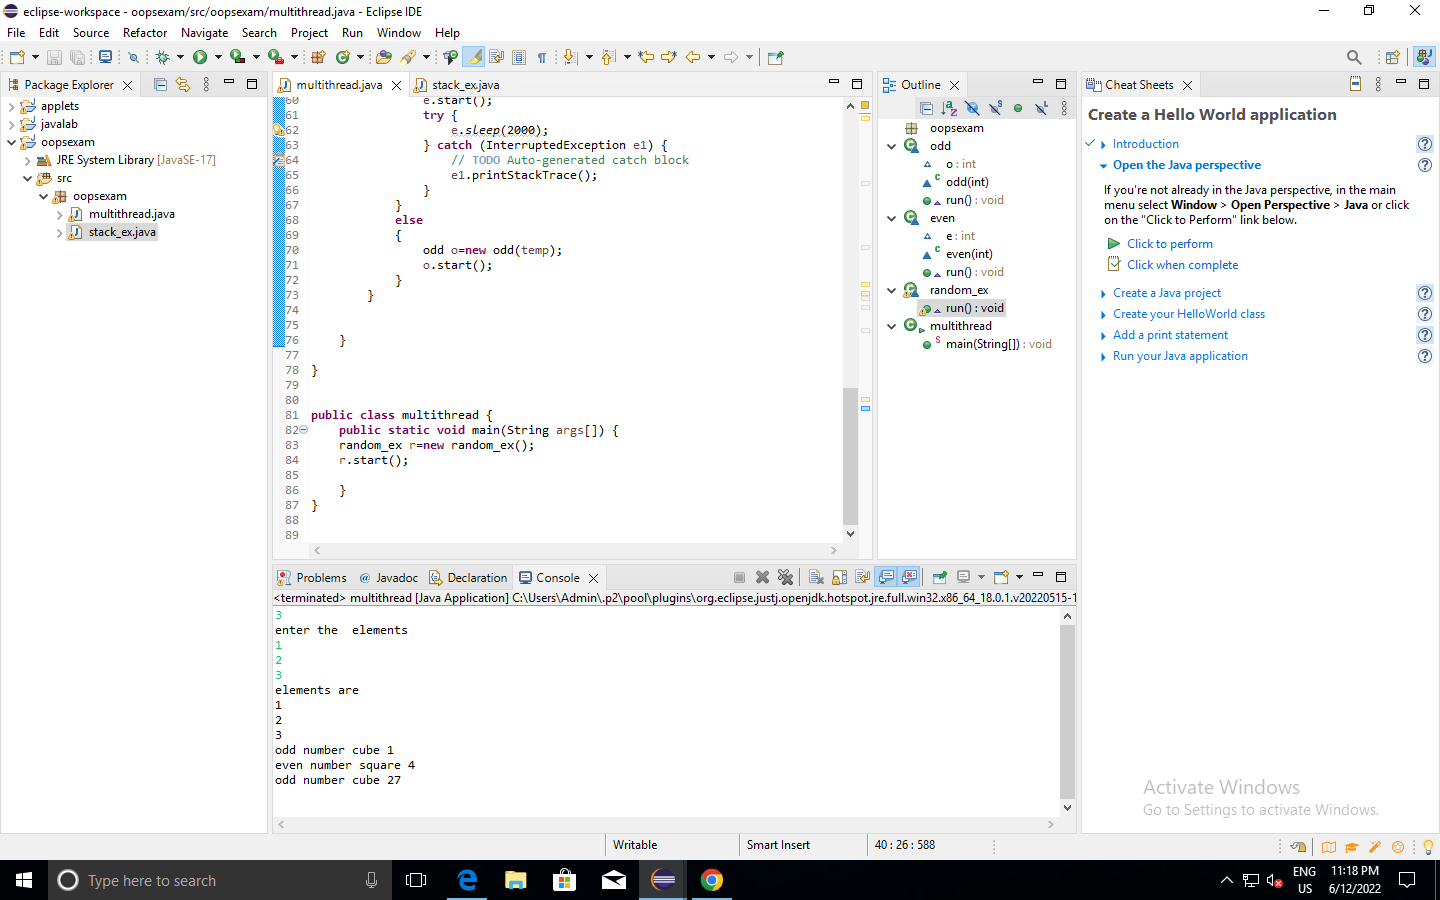 eclipse-workspace - oopsexam/src/oopsexam/multithread.java - Eclipse IDE
File Edit Source Refactor Navigate Search Project Run Window Help
Package Explorer
applets
javalab
oopsexam
JRE System Library [JavaSE-17]
src
oopsexam
multithread.java
stack_ex.java
multithread.java
stack_ex.java
60 e.start();
61 try {
62 e.sleep(2000);
63 } catch (InterruptedException e1) {
64 // TODO Auto-generated catch block
65 e1.printStackTrace();
66 }
67 }
68 else
69 {
70 odd o=new odd(temp);
71 o.start();
72 }
73 }
74
75
76 }
77
78 }
79
80
81 public class multithread {
82 public static void main(String args[]) {
83 random_ex r=new random_ex();
84 r.start();
85
86 }
87 }
88
89
Outline
oopsexam
odd
o : int
odd(int)
run() : void
even
e : int
even(int)
run() : void
random_ex
run() : void
multithread
main(String[]) : void
Cheat Sheets
Create a Hello World application
Introduction
Open the Java perspective
If you're not already in the Java perspective, in the main
menu select Window > Open Perspective > Java or click
on the "Click to Perform" link below.
Click to perform
Click when complete
Create a Java project
Create your HelloWorld class
Add a print statement
Run your Java application
Problems
@ Javadoc
Declaration
Console
<terminated> multithread [Java Application] C:\Users\Admin\.p2\pool\plugins\org.eclipse.justj.openjdk.hotspot.jre.full.win32.x86_64_18.0.1.v20220515-1
3
enter the  elements
1
2
3
elements are
1
2
3
odd number cube 1
even number square 4
odd number cube 27
Activate Windows
Go to Settings to activate Windows.
Writable
Smart Insert
40 : 26 : 588
Type here to search
ENG
US
11:18 PM
6/12/2022